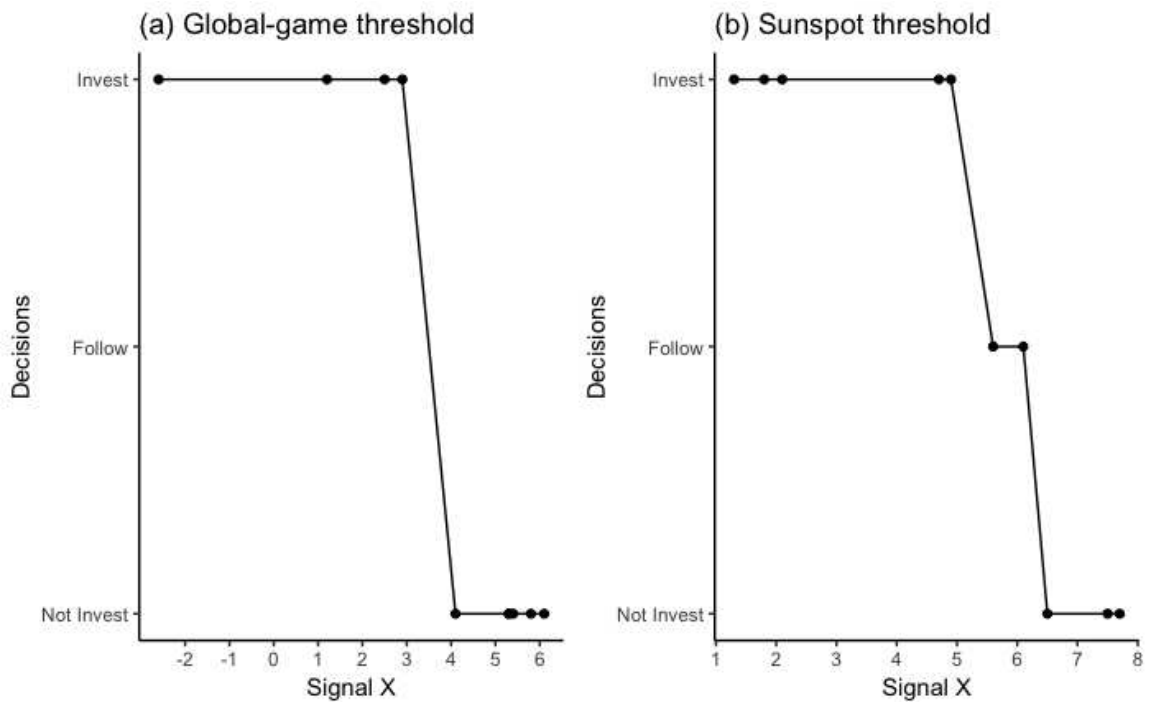 (a) Global-game threshold
Decisions
Invest
Follow
Not Invest
-2 -1 0 1 2 3 4 5 6
Signal X
(b) Sunspot threshold
Decisions
Invest
Follow
Not Invest
1 2 3 4 5 6 7 8
Signal X